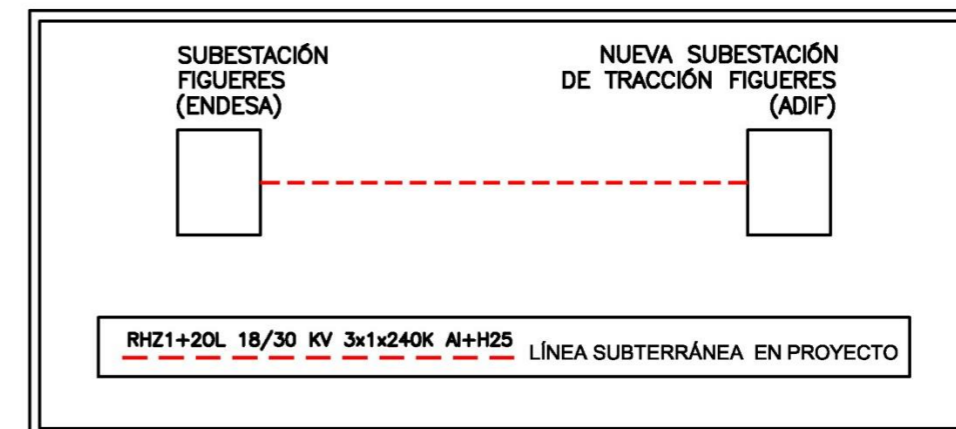 SUBESTACIÓN
FIGUERES
(ENDESA)
NUEVA SUBESTACIÓN
DE TRACCIÓN FIGUERES
(ADIF)
RHZ1+2OL 18/30 KV 3x1x240K Al+H25
LÍNEA SUBTERRÁNEA EN PROYECTO